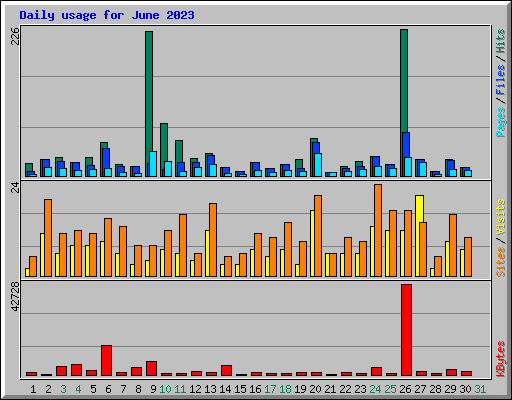 Daily usage for June 2023
226
Pages / Files / Hits
24
Sites / Visits
42728
KBytes
1 2 3 4 5 6 7 8 9 10 11 12 13 14 15 16 17 18 19 20 21 22 23 24 25 26 27 28 29 30 31